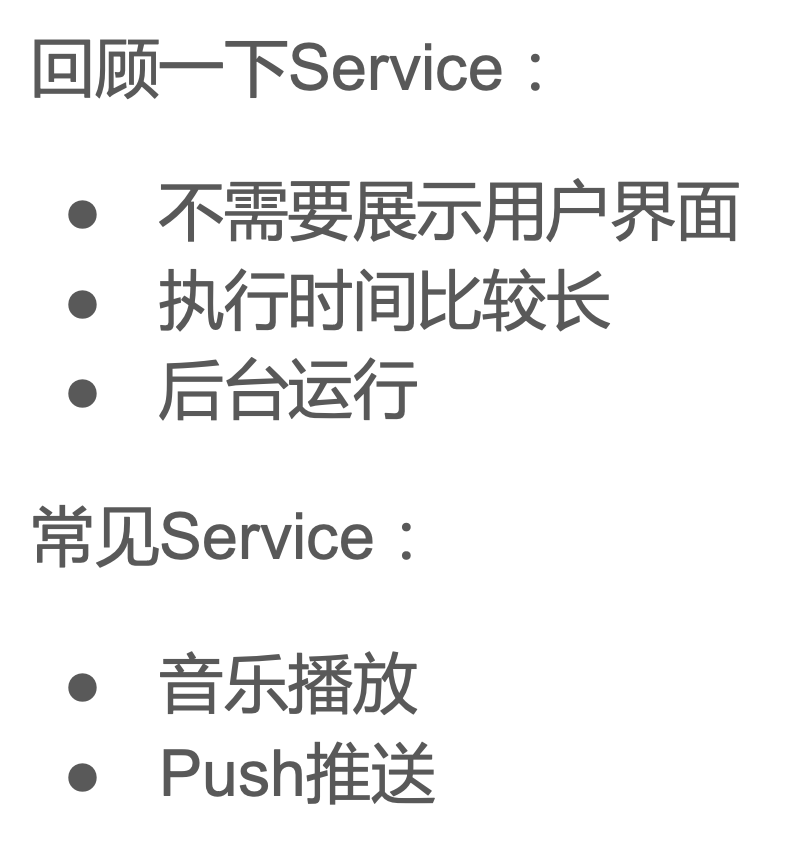 回顾一下Service：
● 不需要展示用户界面
● 执行时间比较长
● 后台运行
常见Service：
● 音乐播放
● Push推送